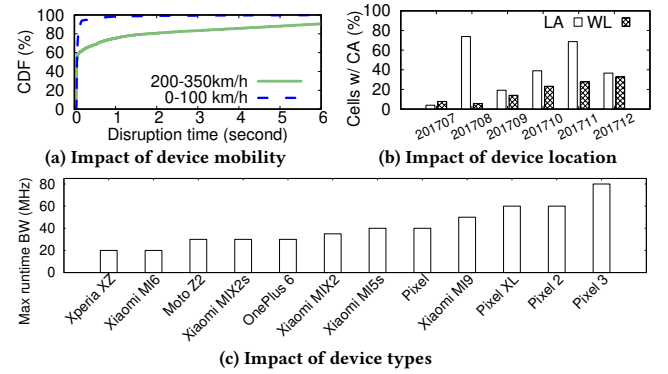 100
80
60
40
20
0
CDF (%)
200-350km/h
0-100 km/h
0 1 2 3 4 5 6
Disruption time (second)
(a) Impact of device mobility
LA WL
100
80
60
40
20
0
Cells w/ CA (%)
201707 201708 201709 201710 201711 201712
(b) Impact of device location
80
60
40
20
0
Max runtime BW (MHz)
Xperia XZ Xiaomi MI6 Moto Z2 Xiaomi MIX2s OnePlus 6 Xiaomi MIX2 Xiaomi MI5s Pixel Xiaomi MI9 Pixel XL Pixel 2 Pixel 3
(c) Impact of device types